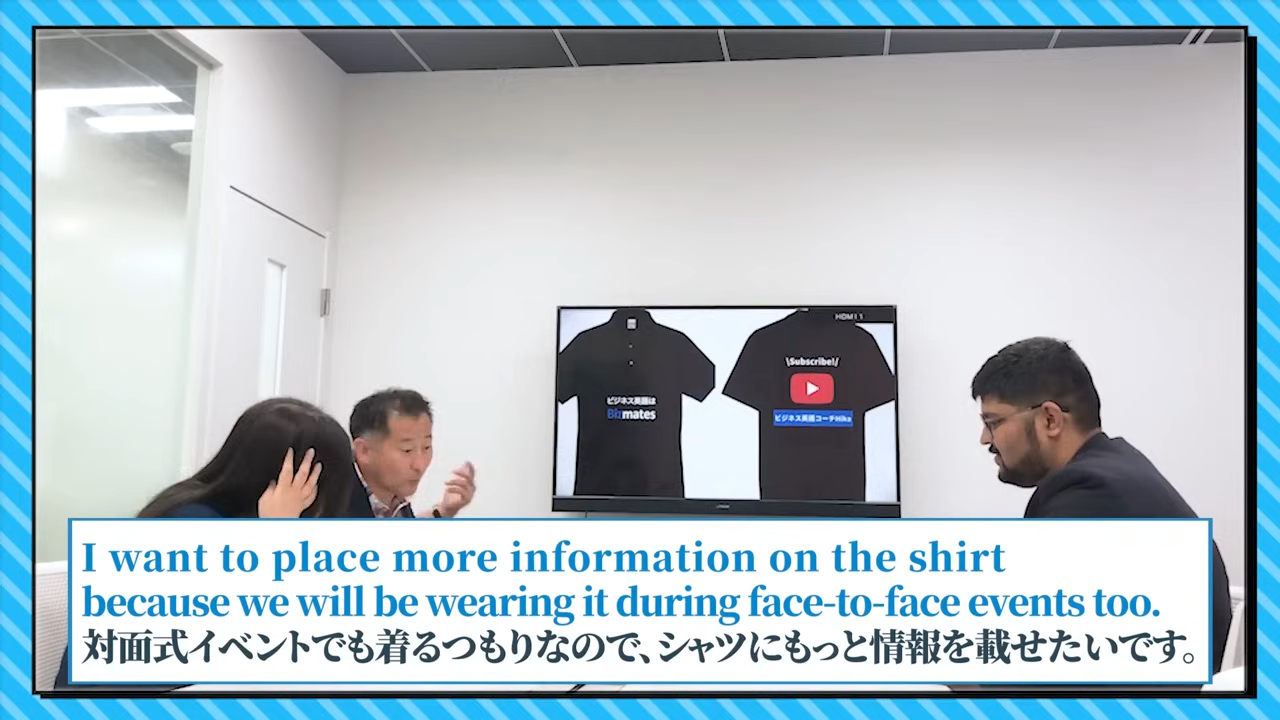 HDMI 1
\Subscribe!/
ビジネス英語は
Bizmates
ビジネス英語コーチHika
I want to place more information on the shirt
because we will be wearing it during face-to-face events too.
対面式イベントでも着るつもりなので、シャツにもっと情報を載せたいです。